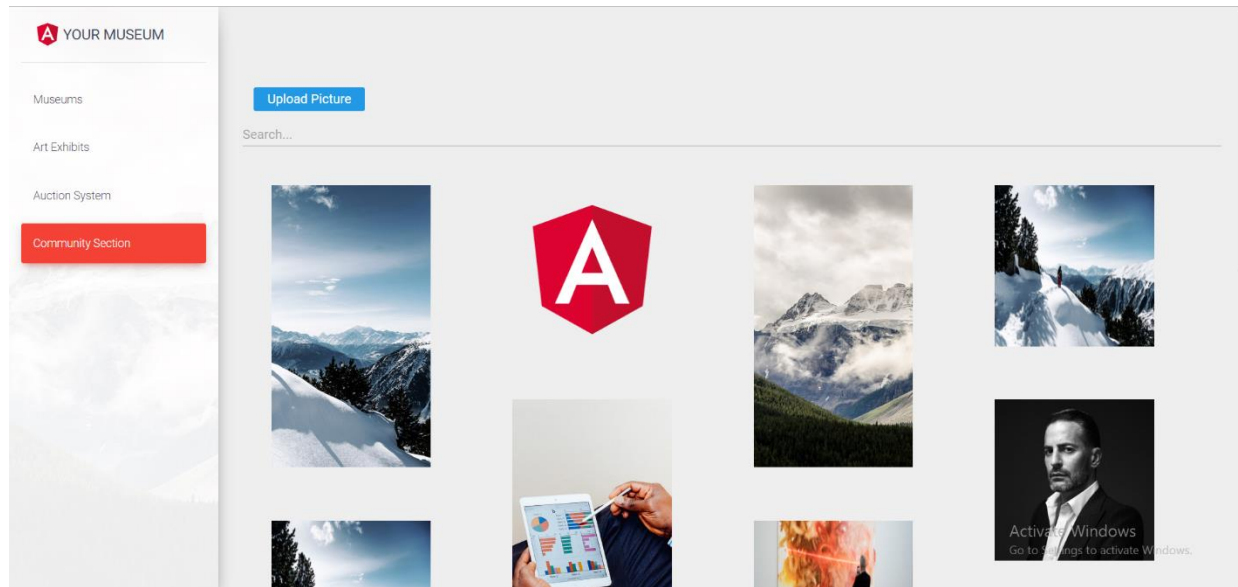 YOUR MUSEUM
Museums
Art Exhibits
Auction System
Community Section
Upload Picture
Search...
A
Activate Windows
Go to Settings to activate Windows.